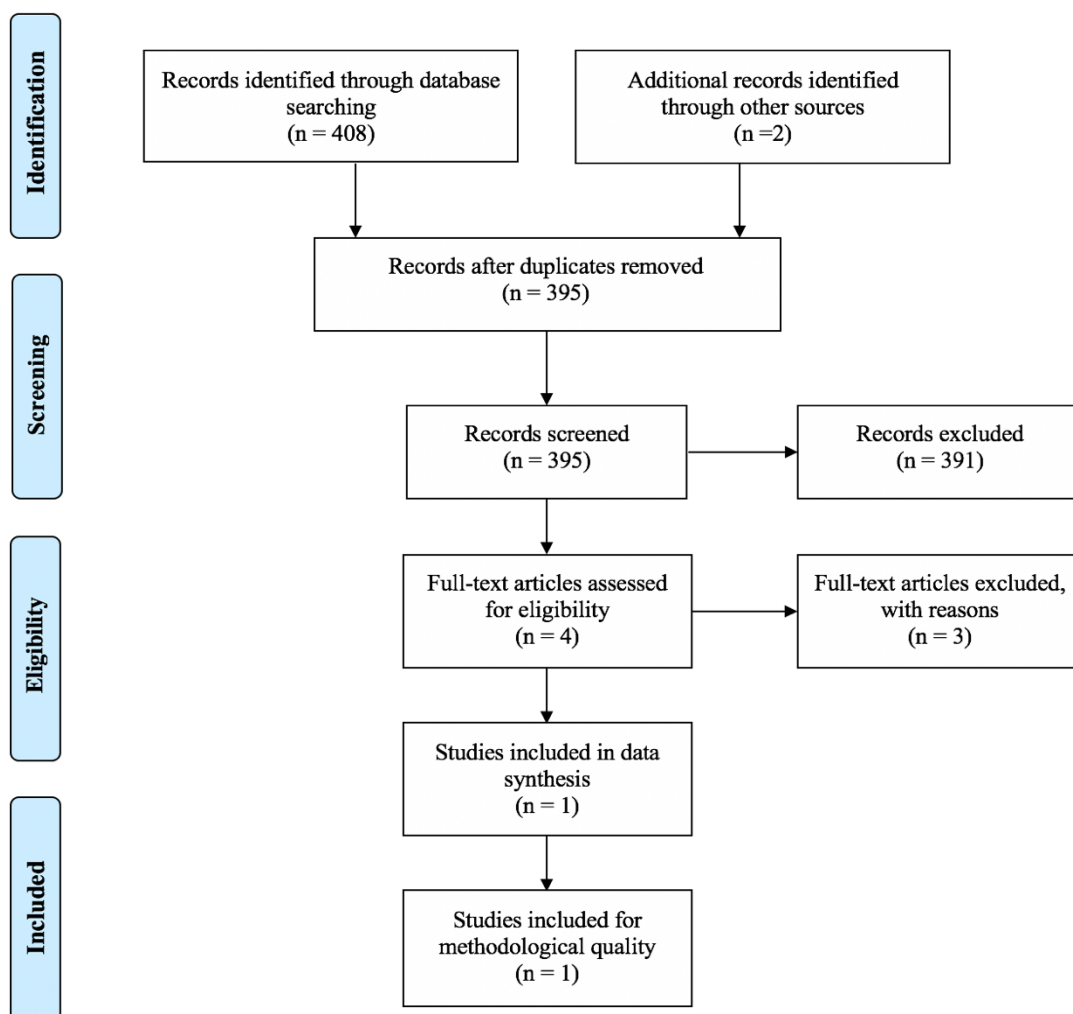 Identification
Records identified through database
searching
(n = 408)
Additional records identified
through other sources
(n =2)
Records after duplicates removed
(n = 395)
Screening
Records screened
(n = 395)
Records excluded
(n = 391)
Eligibility
Full-text articles assessed
for eligibility
(n = 4)
Full-text articles excluded,
with reasons
(n = 3)
Studies included in data
synthesis
(n = 1)
Included
Studies included for
methodological quality
(n = 1)